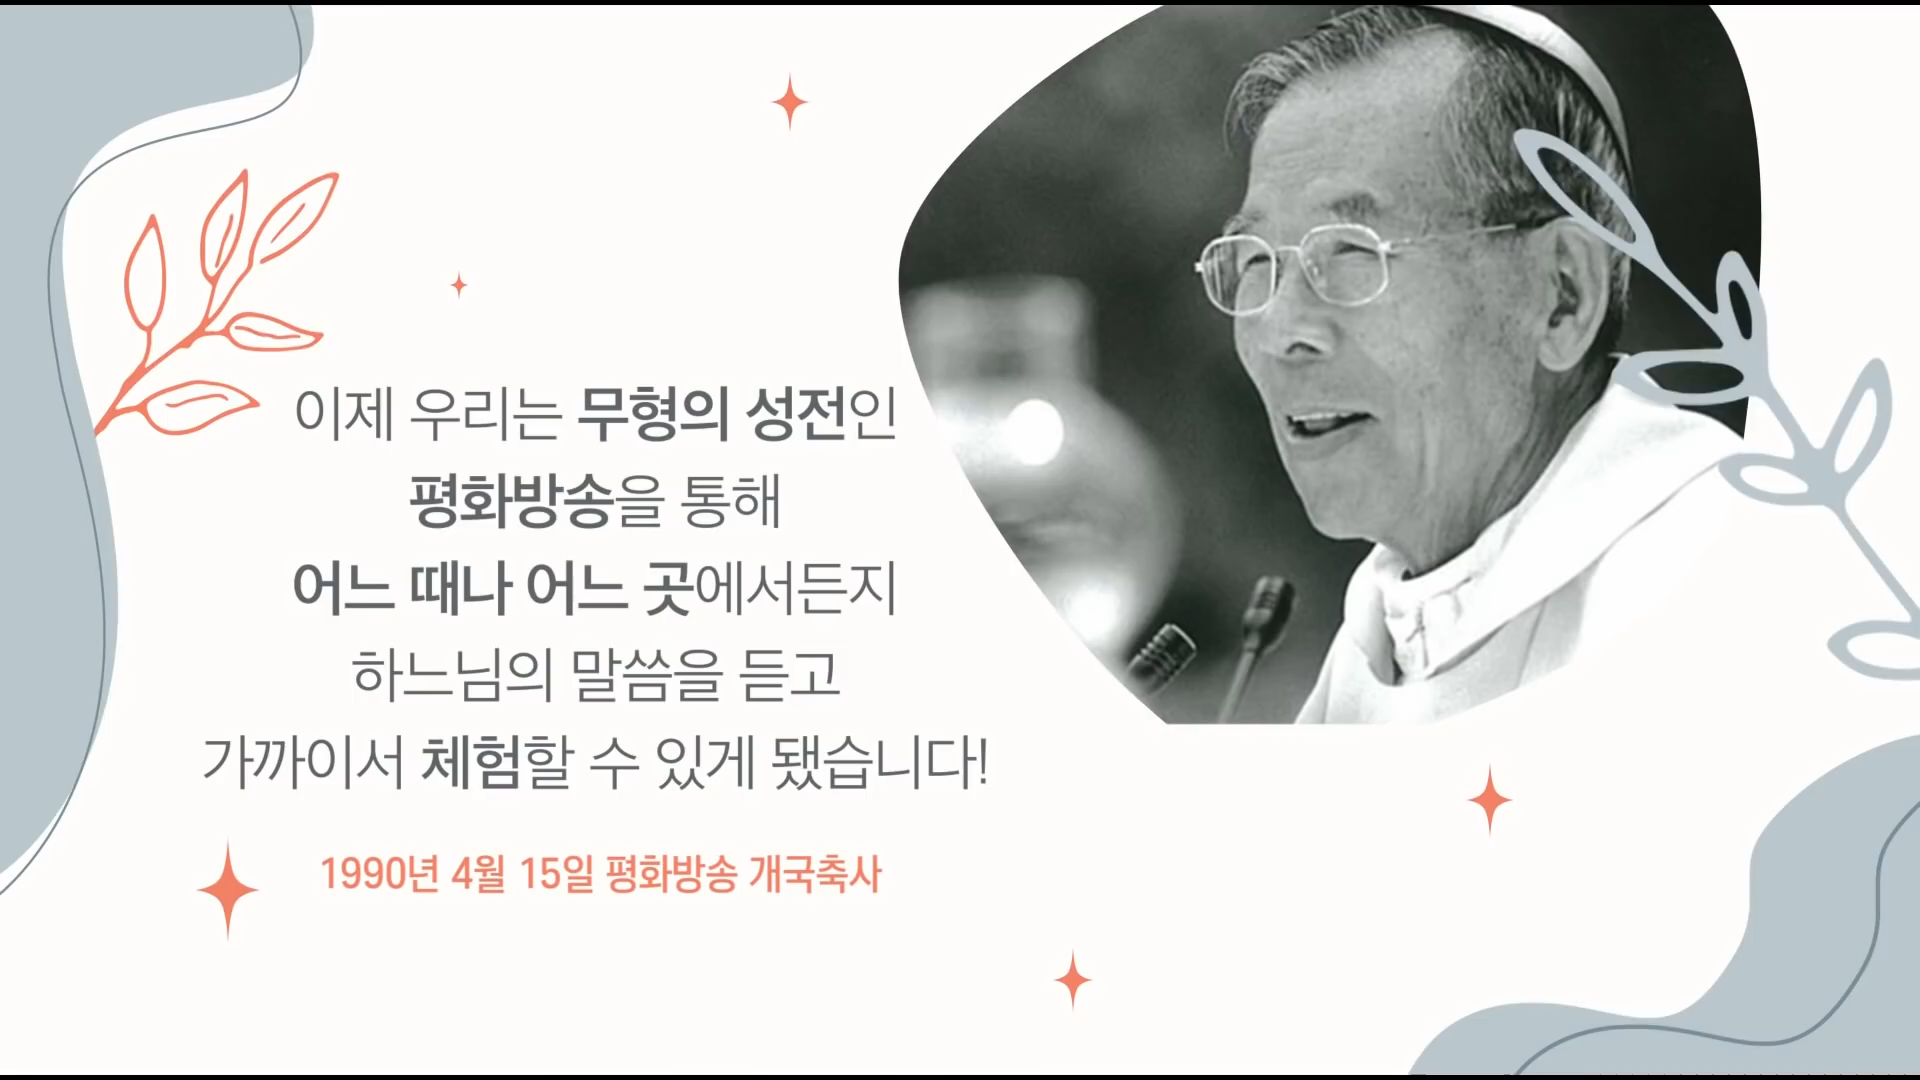 이제 우리는 무형의 성전인
평화방송을 통해
어느 때나 어느 곳에서든지
하느님의 말씀을 듣고
가까이서 체험할 수 있게 됐습니다!
1990년 4월 15일 평화방송 개국축사